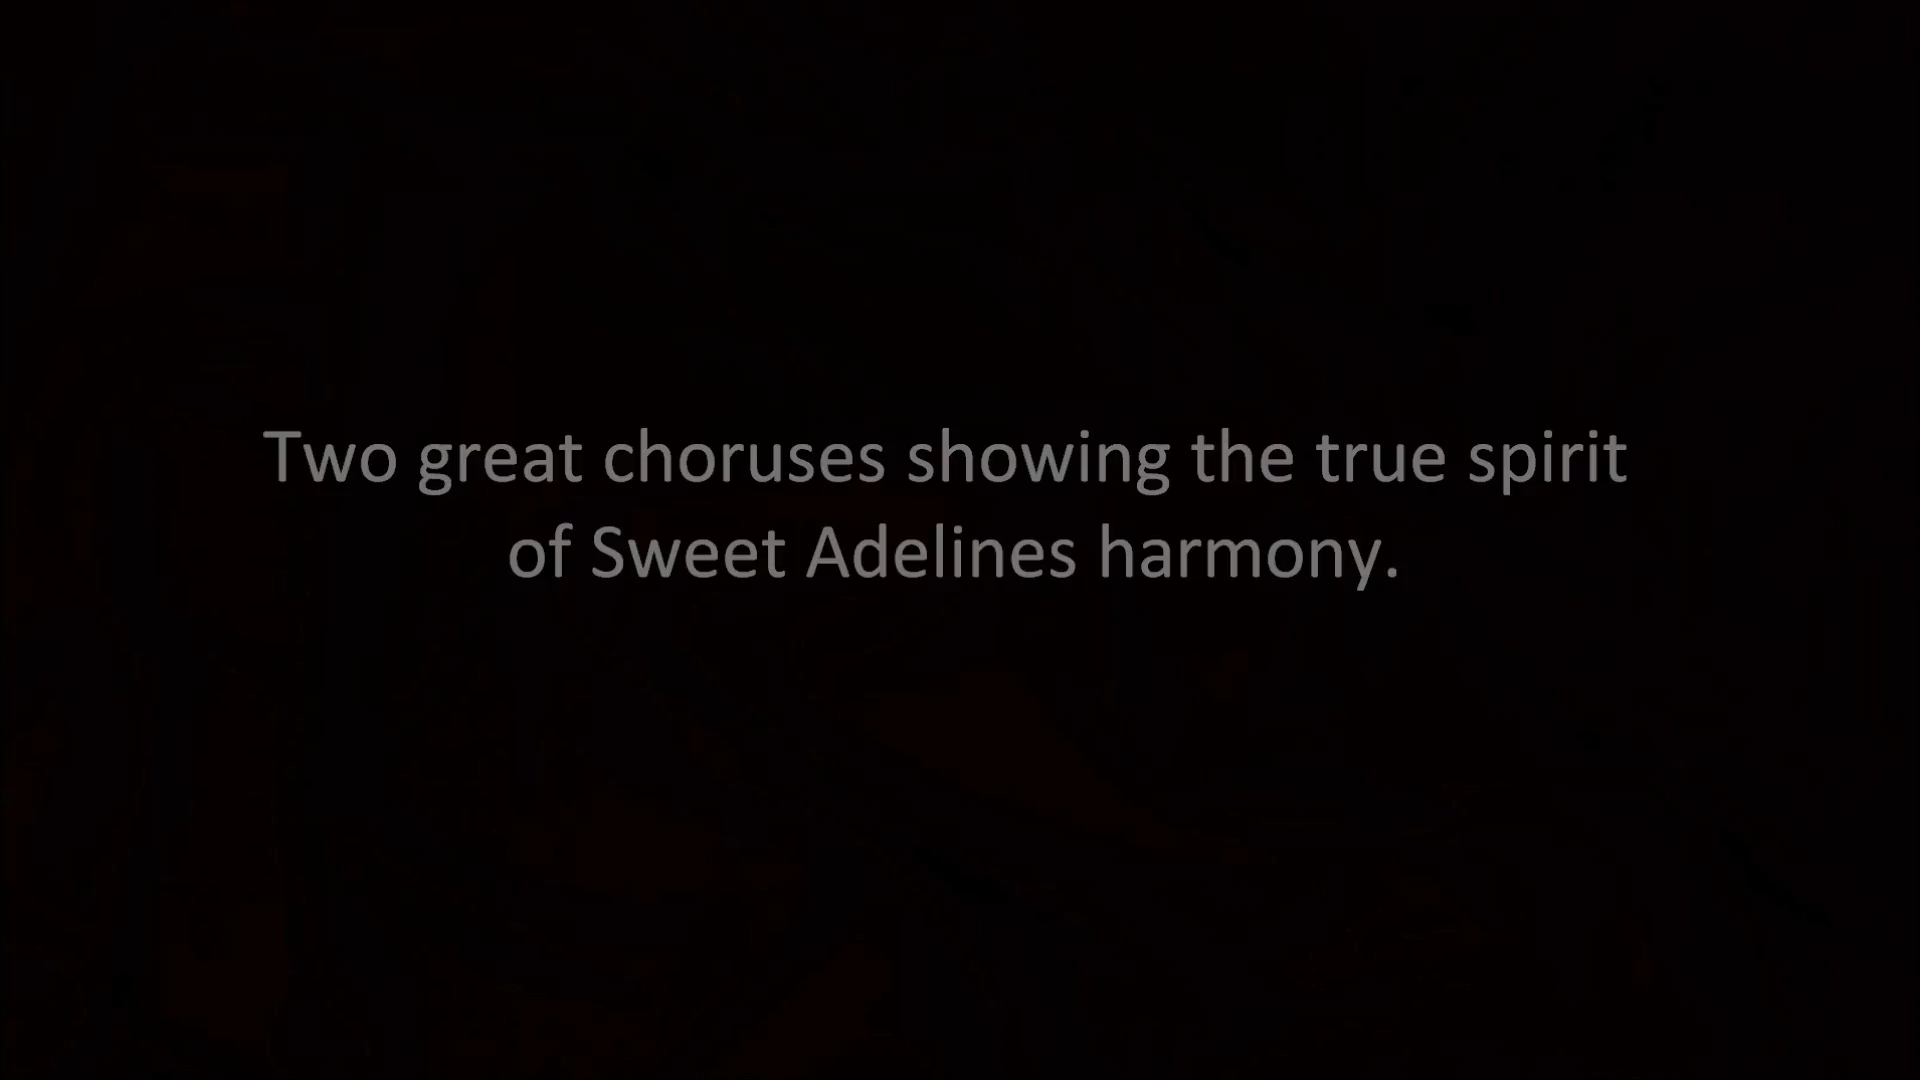 Two great choruses showing the true spirit
of Sweet Adelines harmony.